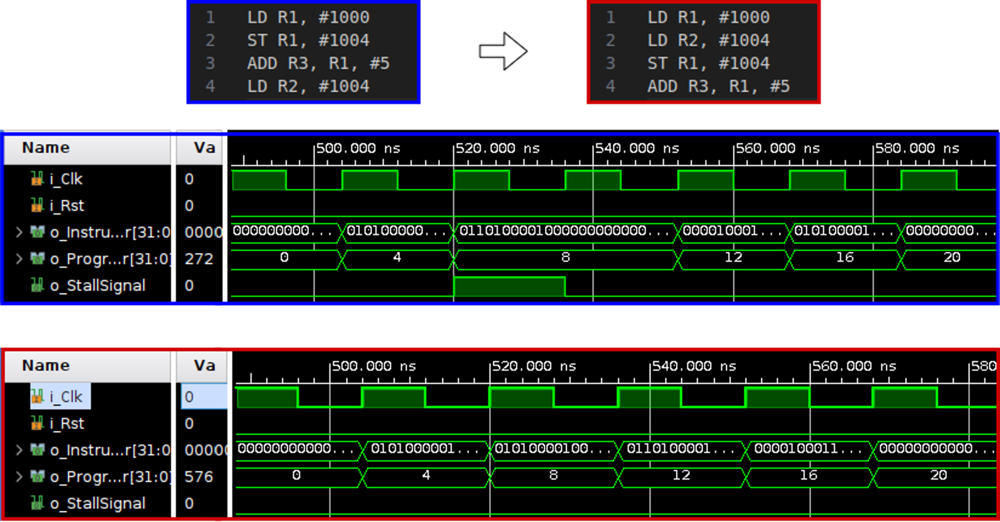 1 LD R1, #1000
2 ST R1, #1004
3 ADD R3, R1, #5
4 LD R2, #1004
1 LD R1, #1000
2 LD R2, #1004
3 ST R1, #1004
4 ADD R3, R1, #5
Name Va 500.000 ns 520.000 ns 540.000 ns 560.000 ns 580.000 ns
i_Clk 0
i_Rst 0
o_Instru...r[31:0 0000 000000000... 010100000... 01101000010000000000000... 000010001... 010100001... 00000000...
o_Progr...r[31:0] 272 0 4 8 12 16 20
o_StallSignal 0
Name Va 500.000 ns 520.000 ns 540.000 ns 560.000 ns 580
i_Clk 0
i_Rst 0
o_Instru...r[31:0 00000 00000000000... 0101000001... 01010000100... 0110100001... 0000100011... 00000000000...
o_Progr...r[31:0] 576 0 4 8 12 16 20
o_StallSignal 0